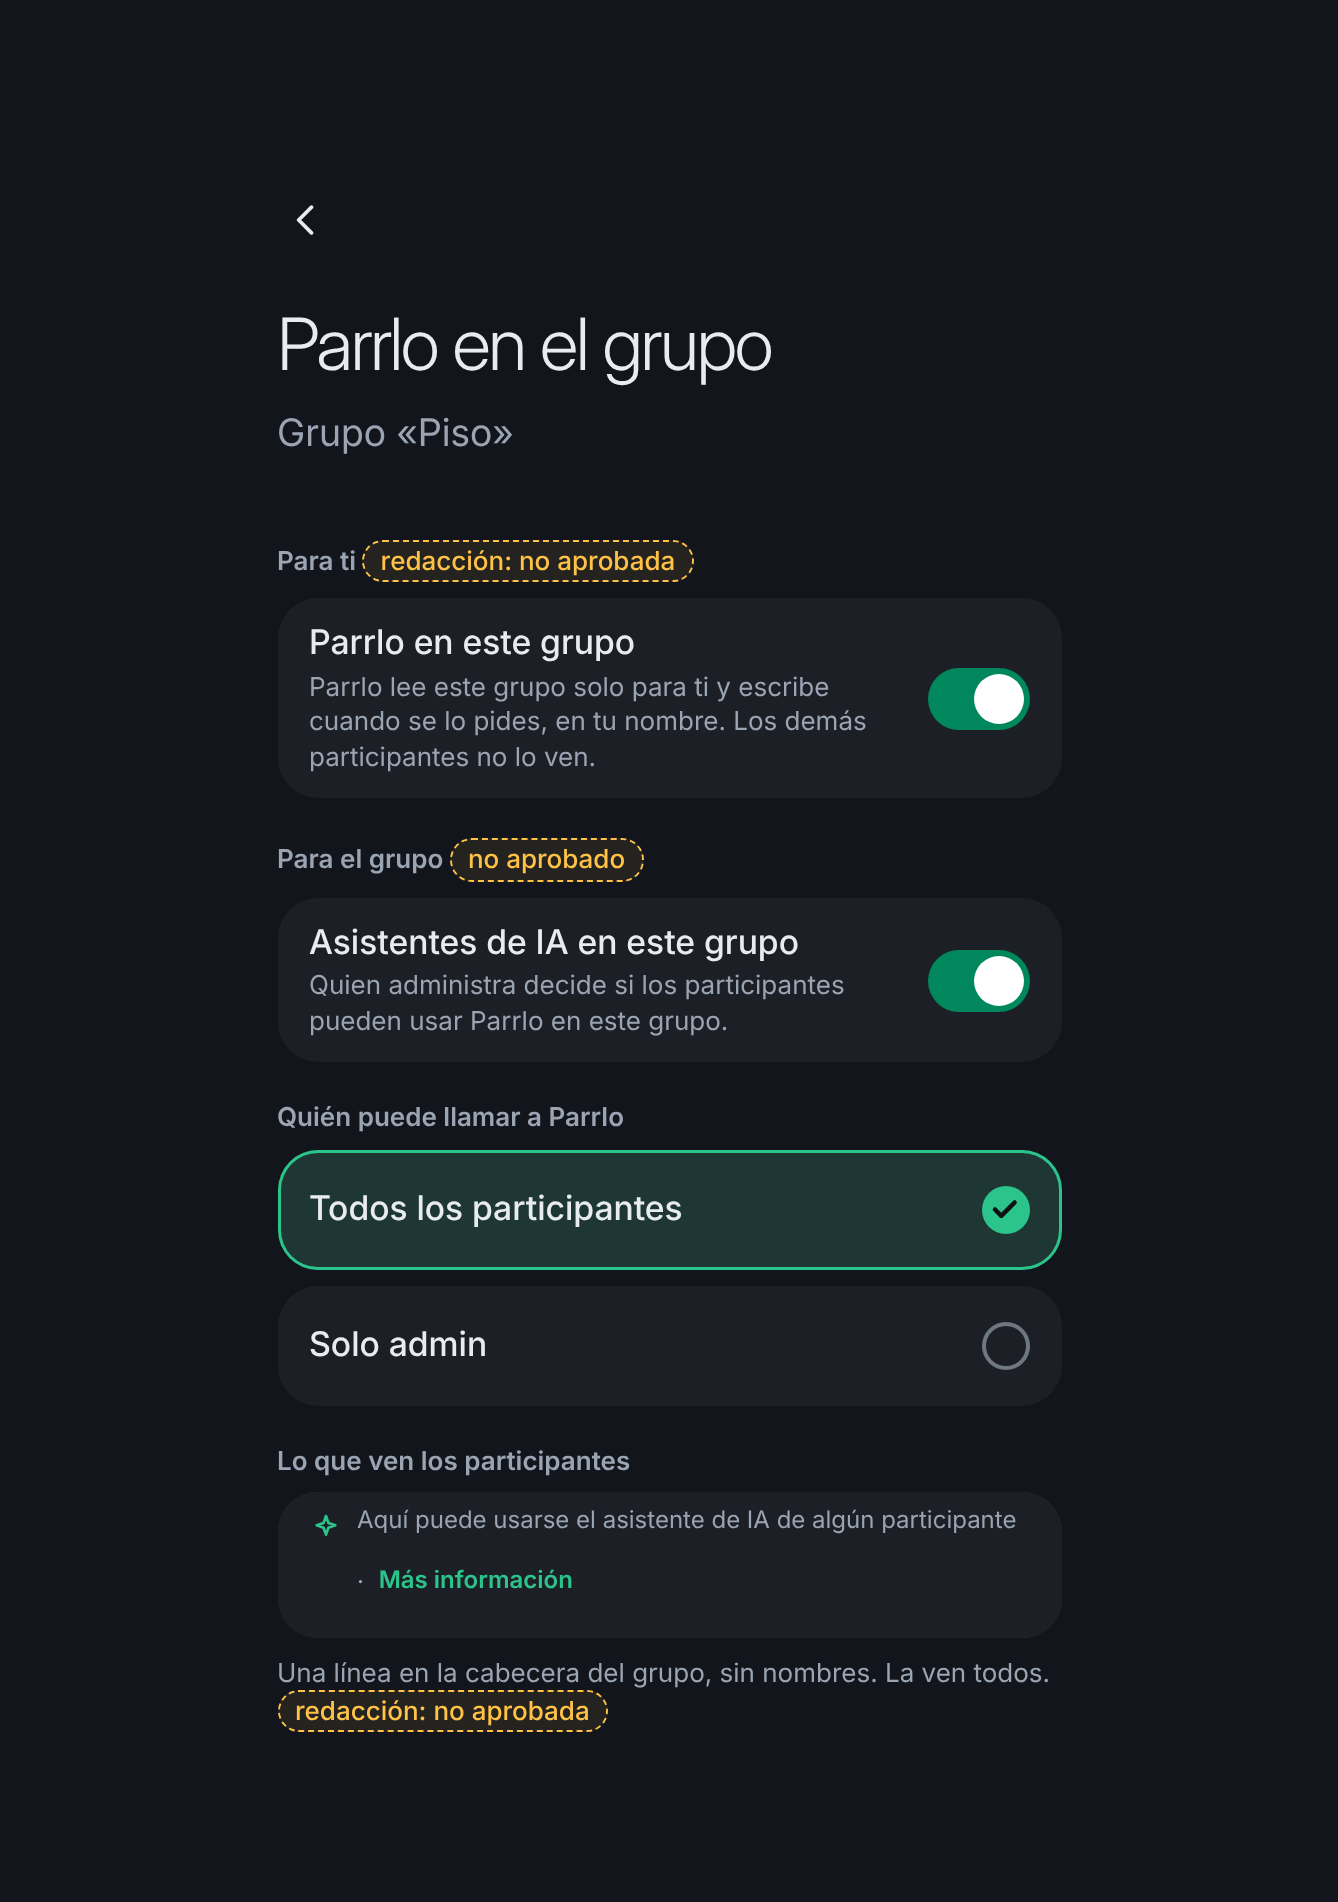 Parrlo en el grupo
Grupo «Piso»
Para ti redacción: no aprobada
Parrlo en este grupo
Parrlo lee este grupo solo para ti y escribe
cuando se lo pides, en tu nombre. Los demás
participantes no lo ven.
Para el grupo no aprobado
Asistentes de IA en este grupo
Quien administra decide si los participantes
pueden usar Parrlo en este grupo.
Quién puede llamar a Parrlo
Todos los participantes
Solo admin
Lo que ven los participantes
Aquí puede usarse el asistente de IA de algún participante
· Más información
Una línea en la cabecera del grupo, sin nombres. La ven todos.
redacción: no aprobada